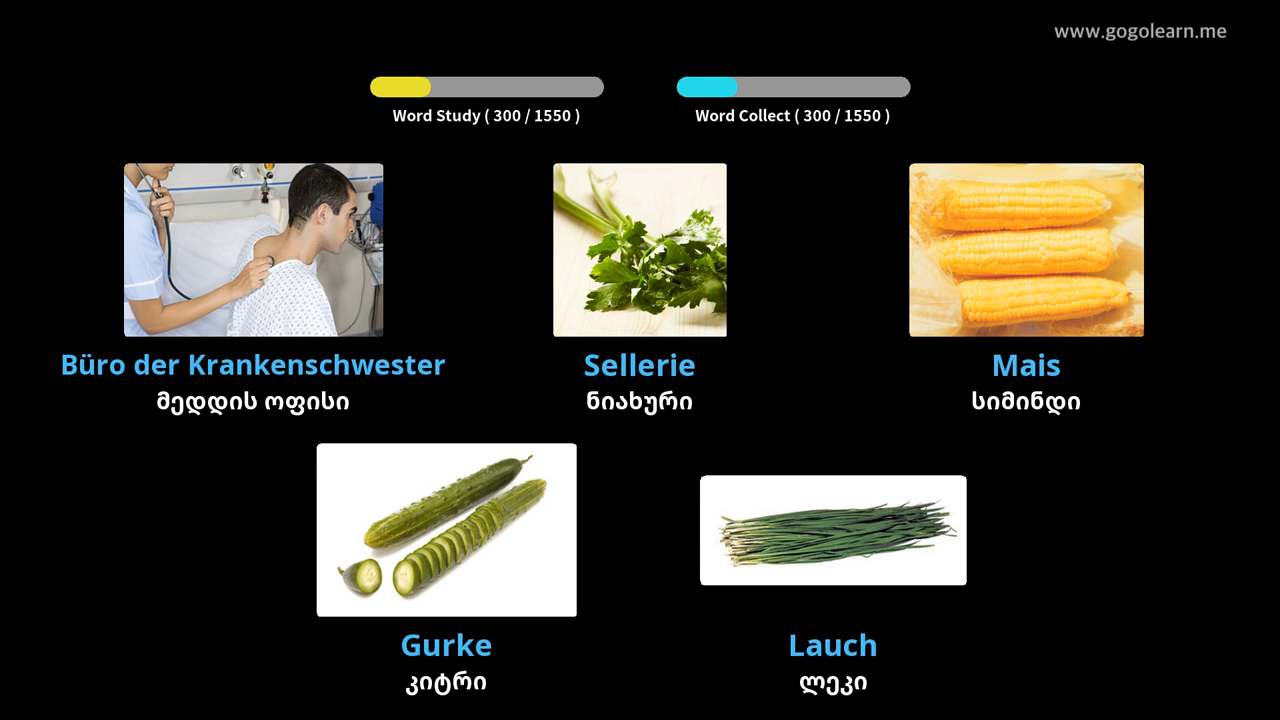 www.gogolearn.me
Word Study ( 300 / 1550 )
Word Collect ( 300 / 1550 )
Büro der Krankenschwester
მედდის ოფისი
Sellerie
ნიახური
Mais
სიმინდი
Gurke
კიტრი
Lauch
ლეკი